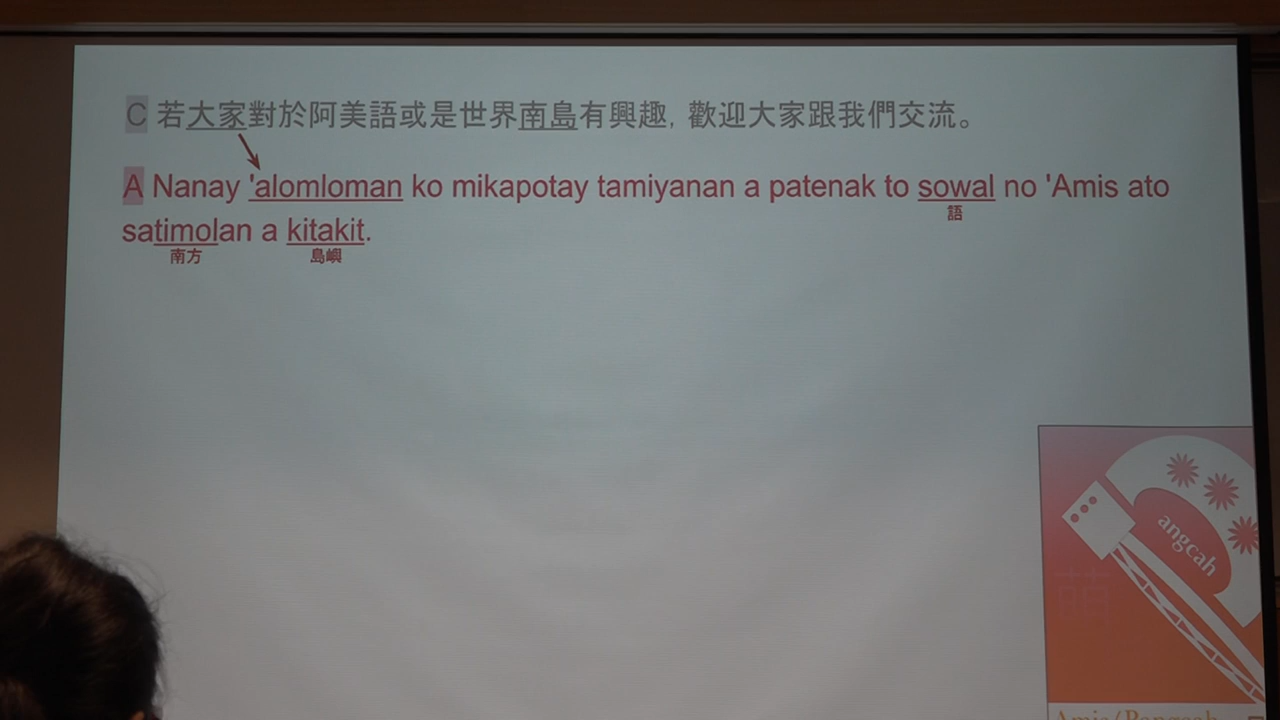 C 若大家對於阿美語或是世界南島有興趣, 歡迎大家跟我們交流。
A Nanay 'alomloman ko mikapotay tamiyanan a patenak to sowal no 'Amis ato
語
satimolan a kitakit.
南方 島嶼
angcah